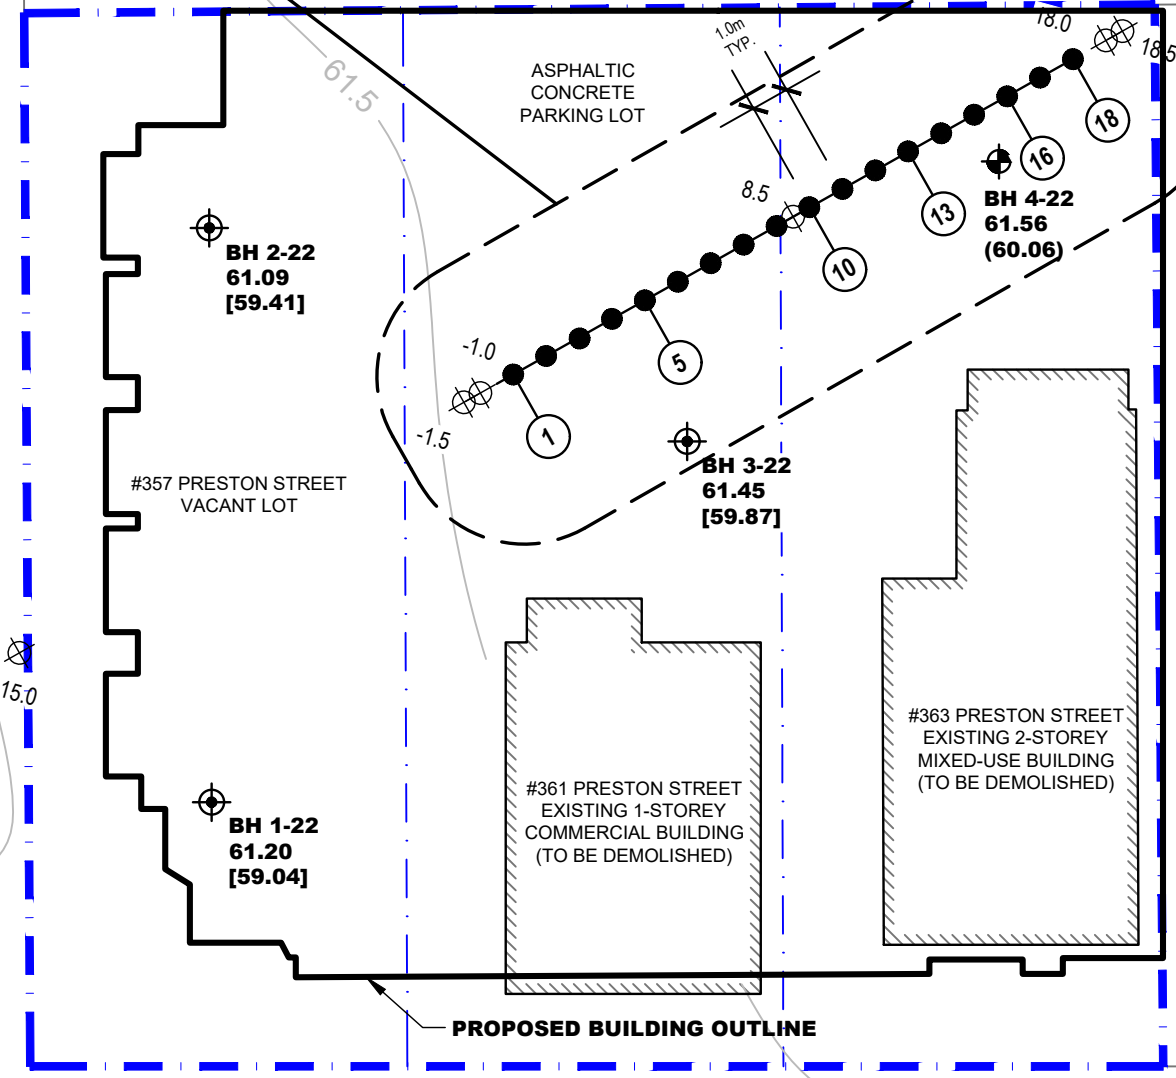 18.0
18.5
1.0m
TYP.
61.5
ASPHALTIC
CONCRETE
PARKING LOT
18
16
13
10
5
1
8.5
BH 4-22
61.56
(60.06)
BH 2-22
61.09
[59.41]
-1.0
-1.5
BH 3-22
61.45
[59.87]
#357 PRESTON STREET
VACANT LOT
15.0
#363 PRESTON STREET
EXISTING 2-STOREY
MIXED-USE BUILDING
(TO BE DEMOLISHED)
#361 PRESTON STREET
EXISTING 1-STOREY
COMMERCIAL BUILDING
(TO BE DEMOLISHED)
BH 1-22
61.20
[59.04]
PROPOSED BUILDING OUTLINE